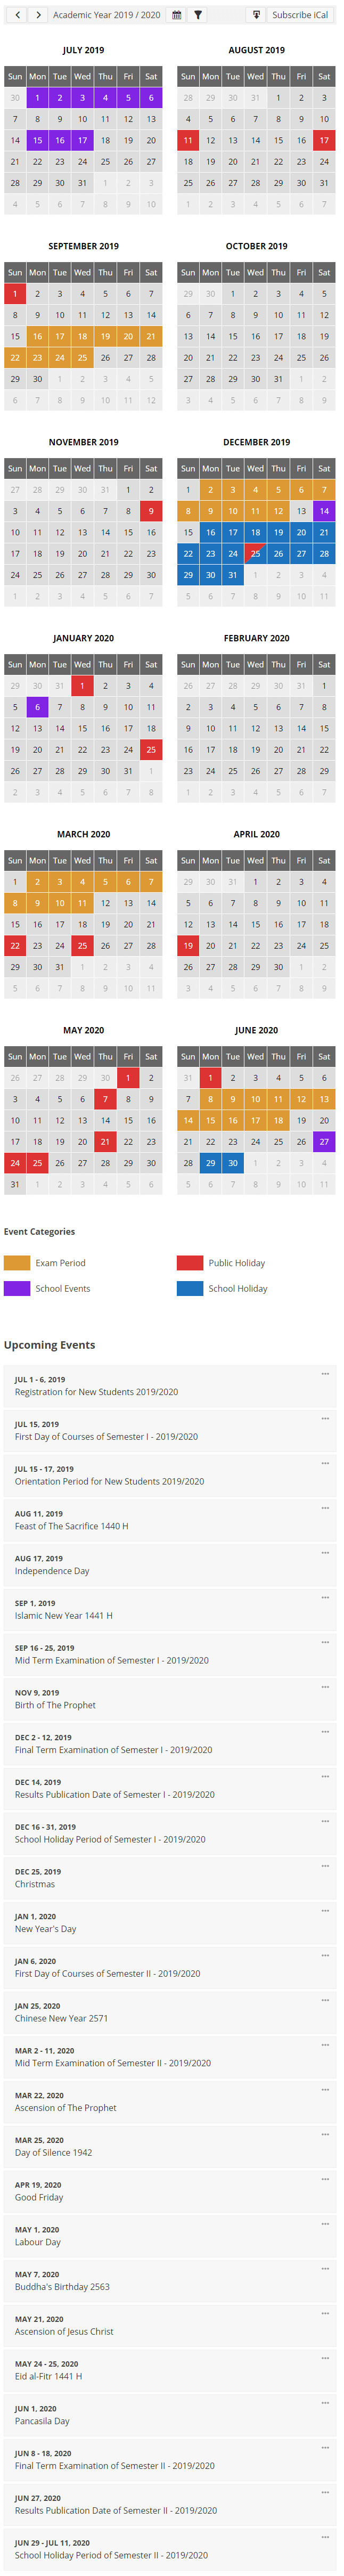 Academic Year 2019 / 2020 Subscribe iCal
JULY 2019
Sun Mon Tue Wed Thu Fri Sat
30 1 2 3 4 5 6
7 8 9 10 11 12 13
14 15 16 17 18 19 20
21 22 23 24 25 26 27
28 29 30 31 1 2 3
4 5 6 7 8 9 10
AUGUST 2019
Sun Mon Tue Wed Thu Fri Sat
28 29 30 31 1 2 3
4 5 6 7 8 9 10
11 12 13 14 15 16 17
18 19 20 21 22 23 24
25 26 27 28 29 30 31
1 2 3 4 5 6 7
SEPTEMBER 2019
Sun Mon Tue Wed Thu Fri Sat
1 2 3 4 5 6 7
8 9 10 11 12 13 14
15 16 17 18 19 20 21
22 23 24 25 26 27 28
29 30 1 2 3 4 5
6 7 8 9 10 11 12
OCTOBER 2019
Sun Mon Tue Wed Thu Fri Sat
29 30 1 2 3 4 5
6 7 8 9 10 11 12
13 14 15 16 17 18 19
20 21 22 23 24 25 26
27 28 29 30 31 1 2
3 4 5 6 7 8 9
NOVEMBER 2019
Sun Mon Tue Wed Thu Fri Sat
27 28 29 30 31 1 2
3 4 5 6 7 8 9
10 11 12 13 14 15 16
17 18 19 20 21 22 23
24 25 26 27 28 29 30
1 2 3 4 5 6 7
DECEMBER 2019
Sun Mon Tue Wed Thu Fri Sat
1 2 3 4 5 6 7
8 9 10 11 12 13 14
15 16 17 18 19 20 21
22 23 24 25 26 27 28
29 30 31 1 2 3 4
5 6 7 8 9 10 11
JANUARY 2020
Sun Mon Tue Wed Thu Fri Sat
29 30 31 1 2 3 4
5 6 7 8 9 10 11
12 13 14 15 16 17 18
19 20 21 22 23 24 25
26 27 28 29 30 31 1
2 3 4 5 6 7 8
FEBRUARY 2020
Sun Mon Tue Wed Thu Fri Sat
26 27 28 29 30 31 1
2 3 4 5 6 7 8
9 10 11 12 13 14 15
16 17 18 19 20 21 22
23 24 25 26 27 28 29
1 2 3 4 5 6 7
MARCH 2020
Sun Mon Tue Wed Thu Fri Sat
1 2 3 4 5 6 7
8 9 10 11 12 13 14
15 16 17 18 19 20 21
22 23 24 25 26 27 28
29 30 31 1 2 3 4
5 6 7 8 9 10 11
APRIL 2020
Sun Mon Tue Wed Thu Fri Sat
29 30 31 1 2 3 4
5 6 7 8 9 10 11
12 13 14 15 16 17 18
19 20 21 22 23 24 25
26 27 28 29 30 1 2
3 4 5 6 7 8 9
MAY 2020
Sun Mon Tue Wed Thu Fri Sat
26 27 28 29 30 1 2
3 4 5 6 7 8 9
10 11 12 13 14 15 16
17 18 19 20 21 22 23
24 25 26 27 28 29 30
31 1 2 3 4 5 6
JUNE 2020
Sun Mon Tue Wed Thu Fri Sat
31 1 2 3 4 5 6
7 8 9 10 11 12 13
14 15 16 17 18 19 20
21 22 23 24 25 26 27
28 29 30 1 2 3 4
5 6 7 8 9 10 11
Event Categories
Exam Period Public Holiday
School Events School Holiday
Upcoming Events
JUL 1 - 6, 2019
Registration for New Students 2019/2020
JUL 15, 2019
First Day of Courses of Semester I - 2019/2020
JUL 15 - 17, 2019
Orientation Period for New Students 2019/2020
AUG 11, 2019
Feast of The Sacrifice 1440 H
AUG 17, 2019
Independence Day
SEP 1, 2019
Islamic New Year 1441 H
SEP 16 - 25, 2019
Mid Term Examination of Semester I - 2019/2020
NOV 9, 2019
Birth of The Prophet
DEC 2 - 12, 2019
Final Term Examination of Semester I - 2019/2020
DEC 14, 2019
Results Publication Date of Semester I - 2019/2020
DEC 16 - 31, 2019
School Holiday Period of Semester I - 2019/2020
DEC 25, 2019
Christmas
JAN 1, 2020
New Year's Day
JAN 6, 2020
First Day of Courses of Semester II - 2019/2020
JAN 25, 2020
Chinese New Year 2571
MAR 2 - 11, 2020
Mid Term Examination of Semester II - 2019/2020
MAR 22, 2020
Ascension of The Prophet
MAR 25, 2020
Day of Silence 1942
APR 19, 2020
Good Friday
MAY 1, 2020
Labour Day
MAY 7, 2020
Buddha's Birthday 2563
MAY 21, 2020
Ascension of Jesus Christ
MAY 24 - 25, 2020
Eid al-Fitr 1441 H
JUN 1, 2020
Pancasila Day
JUN 8 - 18, 2020
Final Term Examination of Semester II - 2019/2020
JUN 27, 2020
Results Publication Date of Semester II - 2019/2020
JUN 29 - JUL 11, 2020
School Holiday Period of Semester II - 2019/2020